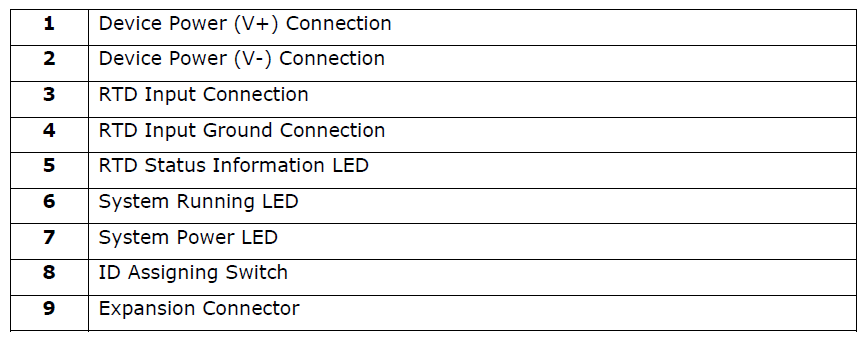 1 Device Power (V+) Connection
2 Device Power (V-) Connection
3 RTD Input Connection
4 RTD Input Ground Connection
5 RTD Status Information LED
6 System Running LED
7 System Power LED
8 ID Assigning Switch
9 Expansion Connector